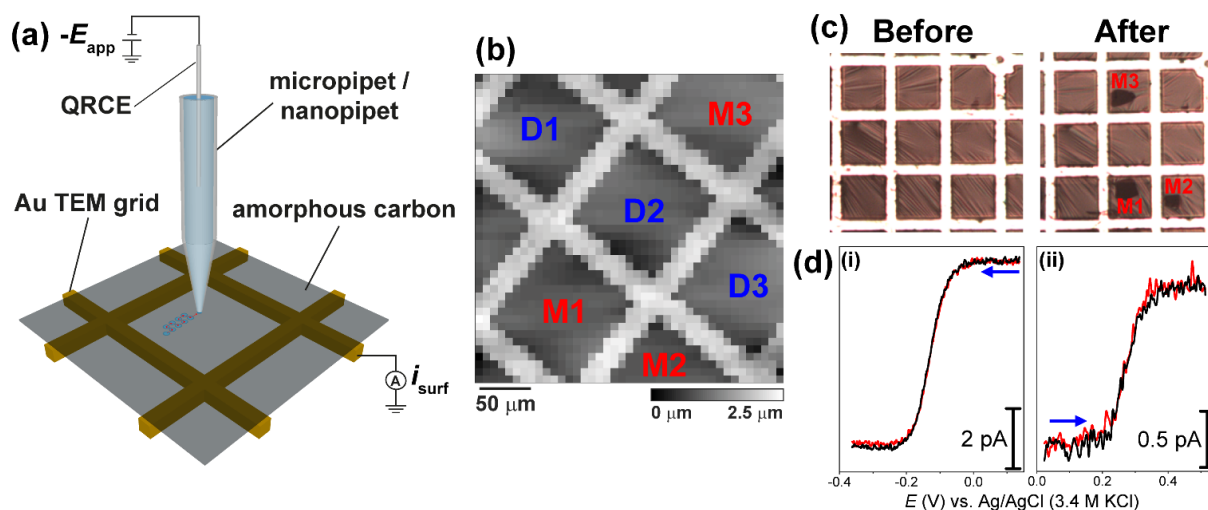 (a)
-Eapp
QRCE
micropipet /
nanopipet
Au TEM grid
amorphous carbon
A
isurf
(b)
D1
M3
D2
D3
M1
M2
50 μm
0 μm
2.5 μm
(c)
Before
After
M3
M2
M1
(d)
(i)
2 pA
-0.4
-0.2
0.0
(ii)
0.5 pA
0.0
0.2
0.4
E (V) vs. Ag/AgCl (3.4 M KCl)